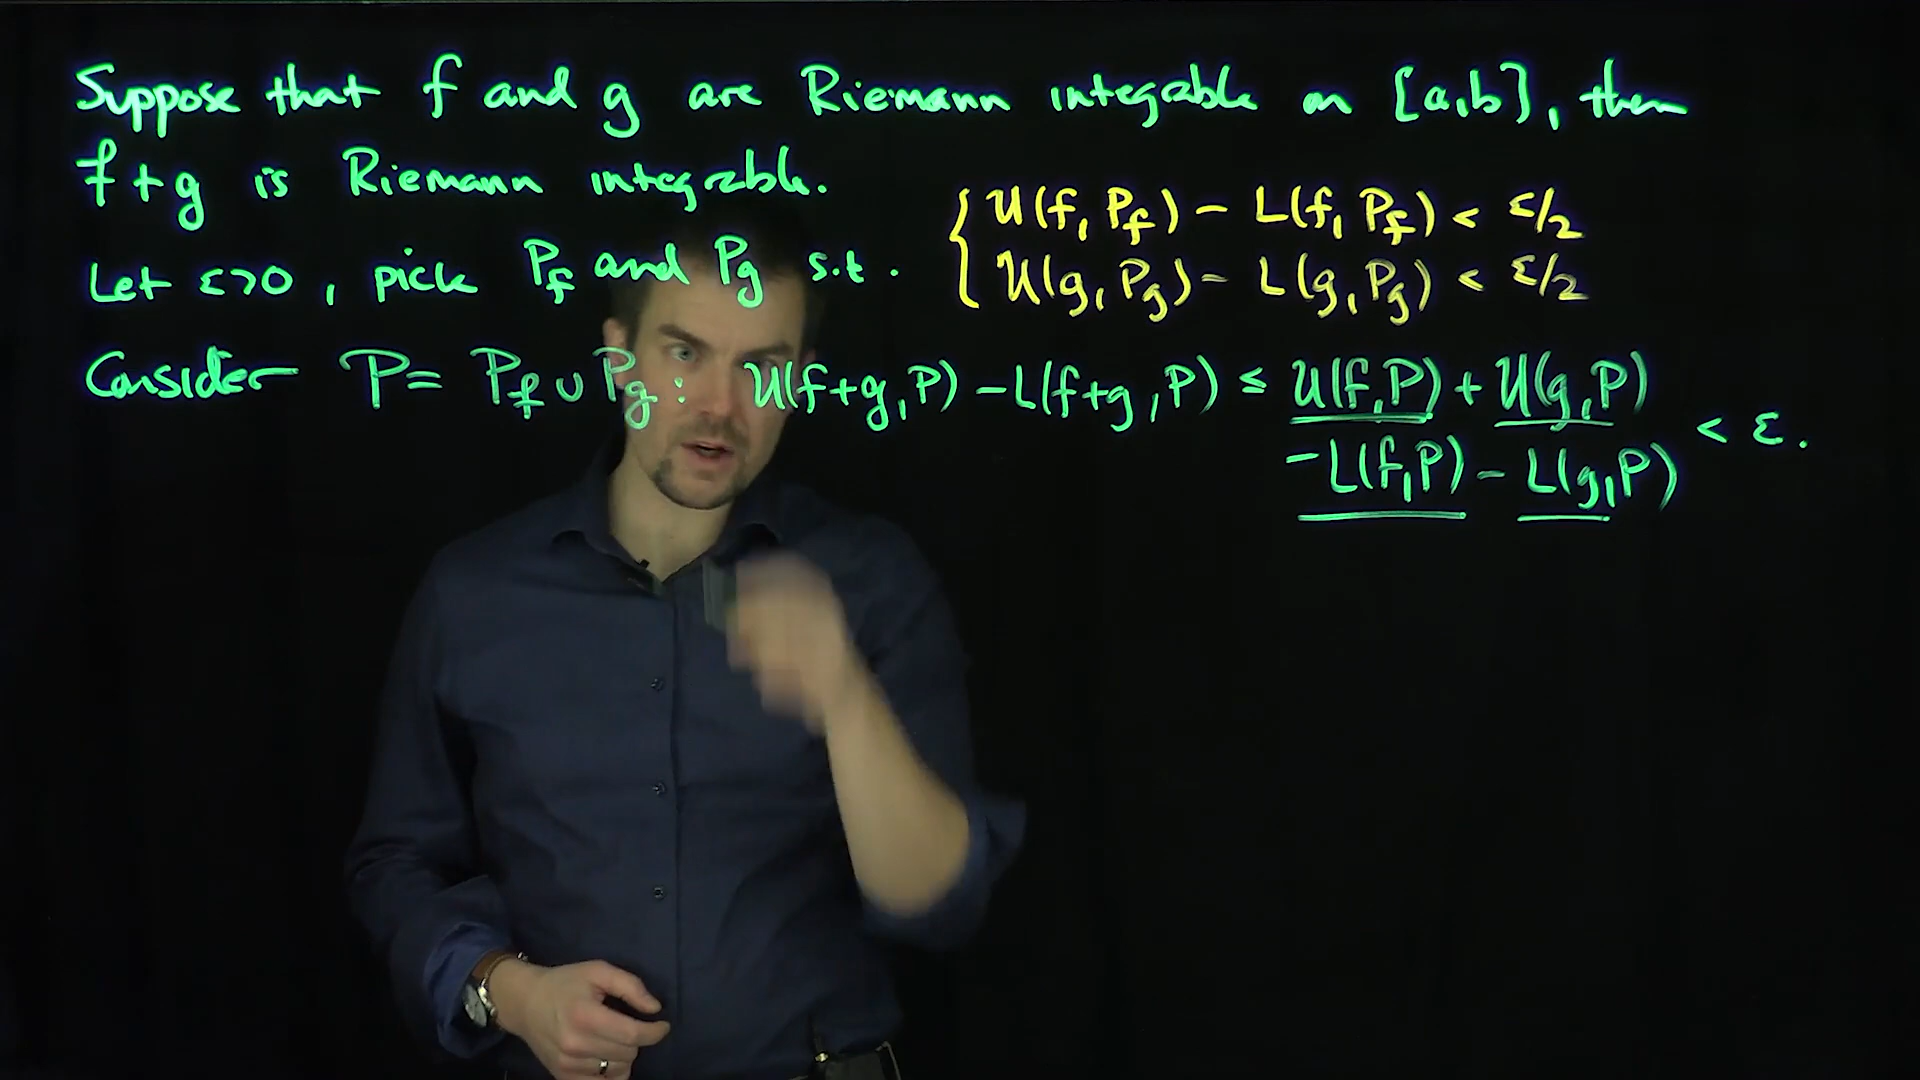 Suppose that f and g are Riemann integrable on [a,b], then
f+g is Riemann integrable.
{ U(f, P_f) - L(f, P_f) < ε/2
Let ε>0, pick P_f and P_g s.t.
U(g, P_g) - L(g, P_g) < ε/2
Consider P = P_f ∪ P_g : U(f+g, P) - L(f+g, P) ≤ U(f,P) + U(g,P)
- L(f,P) - L(g,P) < ε.